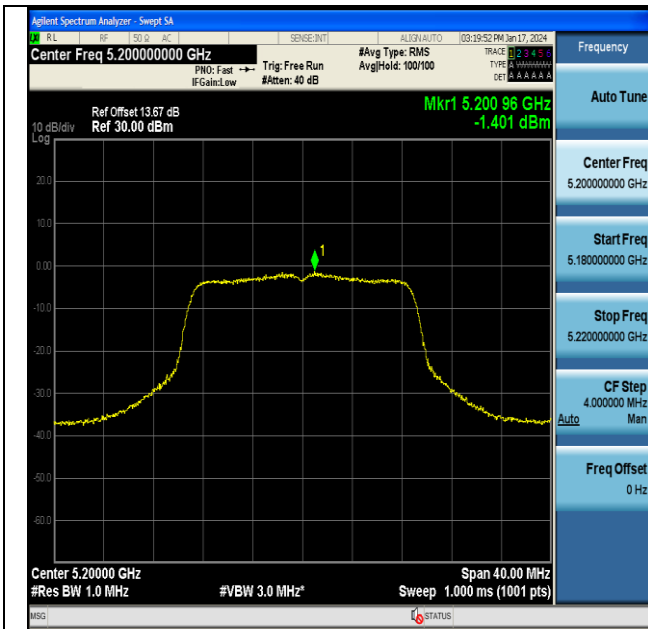 Agilent Spectrum Analyzer - Swept SA
RL RF 50 Ω AC SENSE:INT ALIGN AUTO 03:19:52 PM Jan 17, 2024
Center Freq 5.200000000 GHz
PNO: Fast
IFGain:Low
Trig: Free Run
#Atten: 40 dB
#Avg Type: RMS
Avg|Hold: 100/100
TRACE 1 2 3 4 5 6
TYPE A
DET A A A A A A
Frequency
Auto Tune
Center Freq
5.200000000 GHz
Start Freq
5.180000000 GHz
Stop Freq
5.220000000 GHz
CF Step
4.000000 MHz
Auto Man
Freq Offset
0 Hz
Ref Offset 13.67 dB
10 dB/div Ref 30.00 dBm
Log
Mkr1 5.200 96 GHz
-1.401 dBm
20.0
10.0
0.00
-10.0
-20.0
-30.0
-40.0
-50.0
-60.0
1
Center 5.20000 GHz Span 40.00 MHz
#Res BW 1.0 MHz #VBW 3.0 MHz* Sweep 1.000 ms (1001 pts)
MSG STATUS